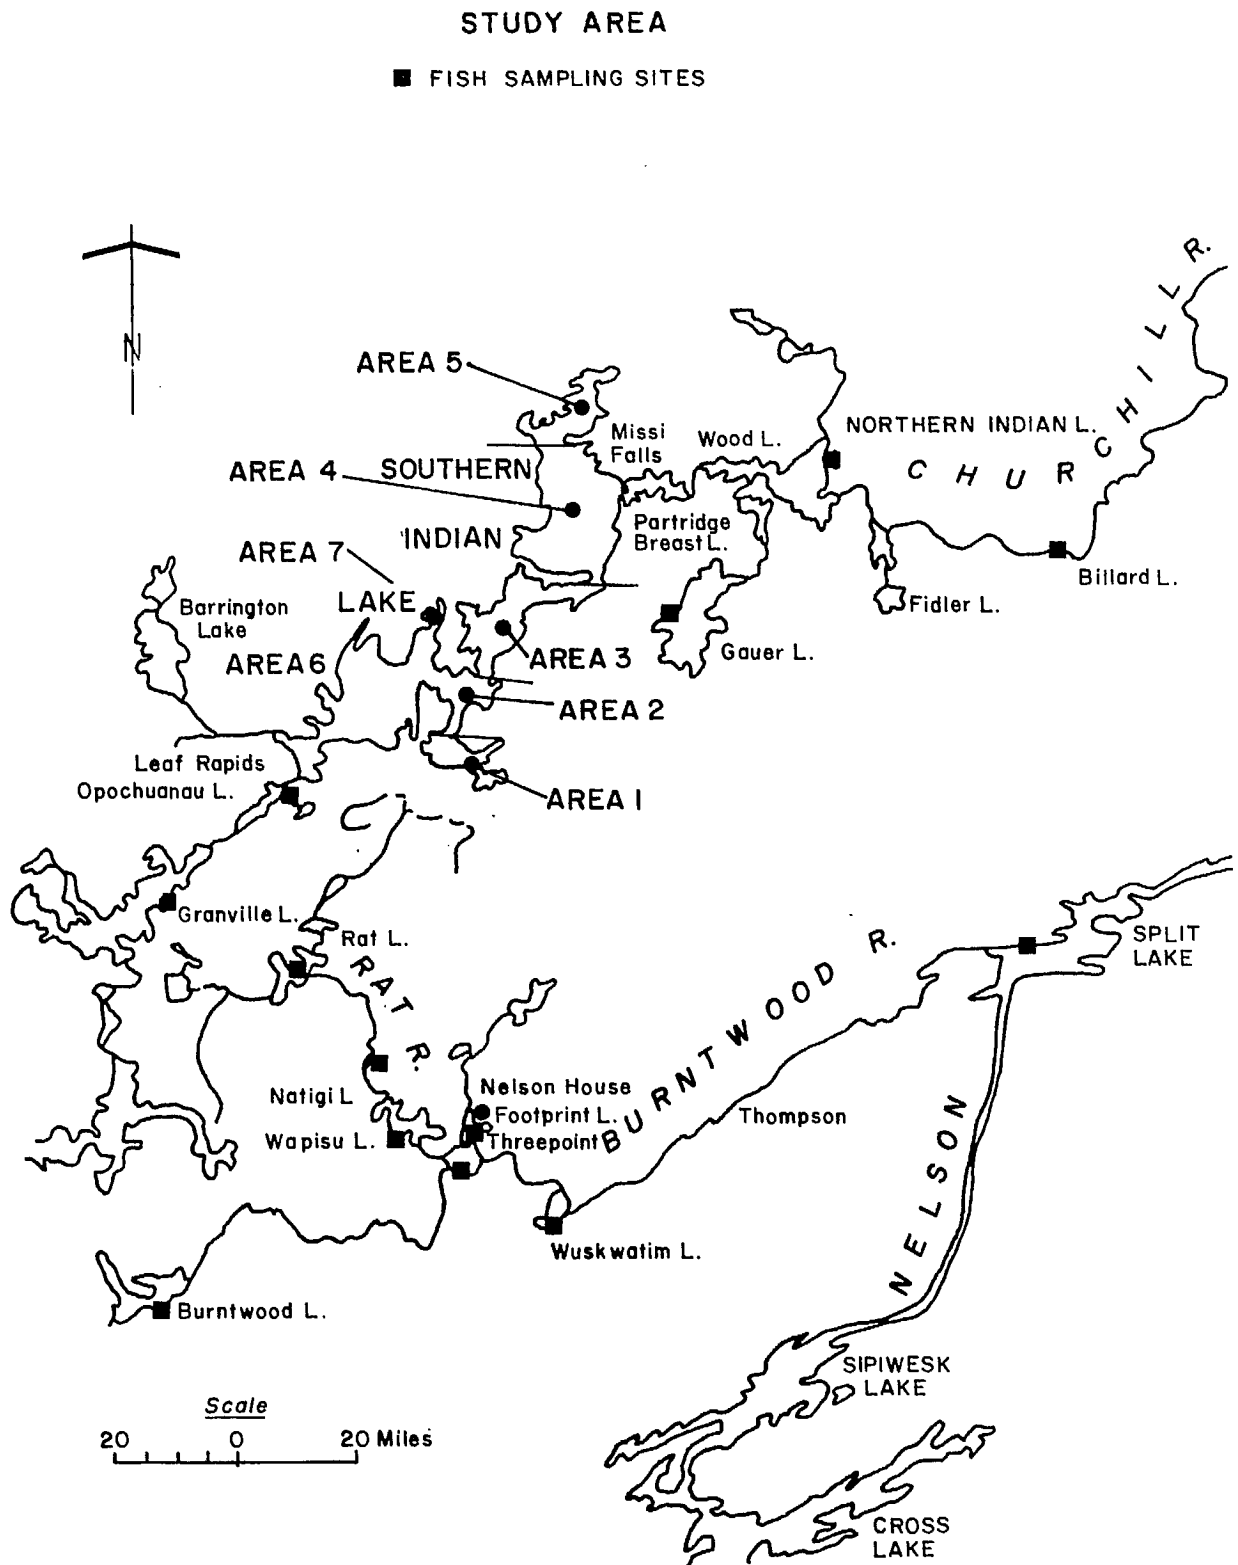 STUDY AREA
FISH SAMPLING SITES
N
CHURCHILL R.
AREA 5
Missi
Falls
Wood L.
NORTHERN INDIAN L.
AREA 4
SOUTHERN
Partridge
Breast L.
INDIAN
AREA 7
Billard L.
LAKE
Barrington
Lake
Fidler L.
AREA 6
AREA 3
Gauer L.
AREA 2
Leaf Rapids
Opochuanau L.
AREA 1
Granville L.
Rat L.
RAT R.
BURNTWOOD R.
SPLIT
LAKE
Nelson House
Natigi L
Footprint L.
Thompson
Wapisu L.
Threepoint
NELSON
Wuskwatim L.
Burntwood L.
SIPIWESK
LAKE
Scale
20 0 20 Miles
CROSS
LAKE